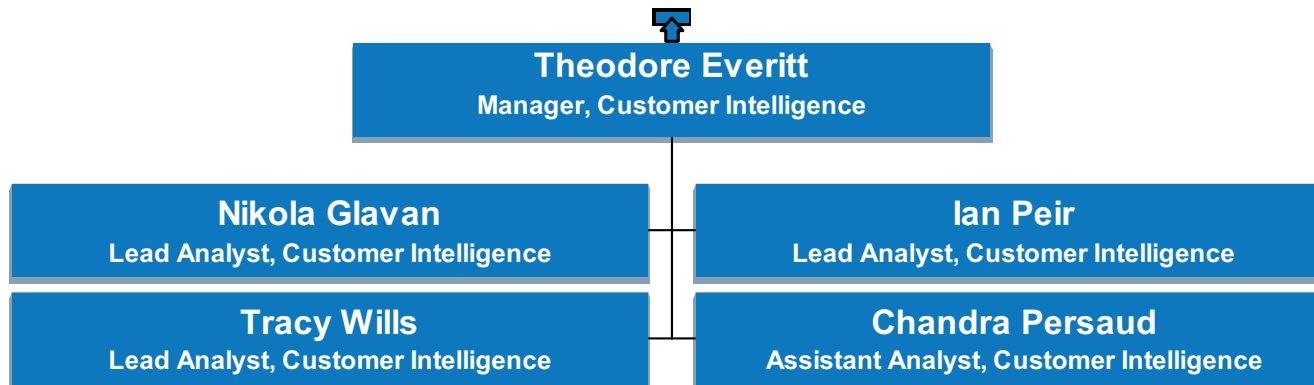 Theodore Everitt
Manager, Customer Intelligence
Nikola Glavan
Lead Analyst, Customer Intelligence
Ian Peir
Lead Analyst, Customer Intelligence
Tracy Wills
Lead Analyst, Customer Intelligence
Chandra Persaud
Assistant Analyst, Customer Intelligence